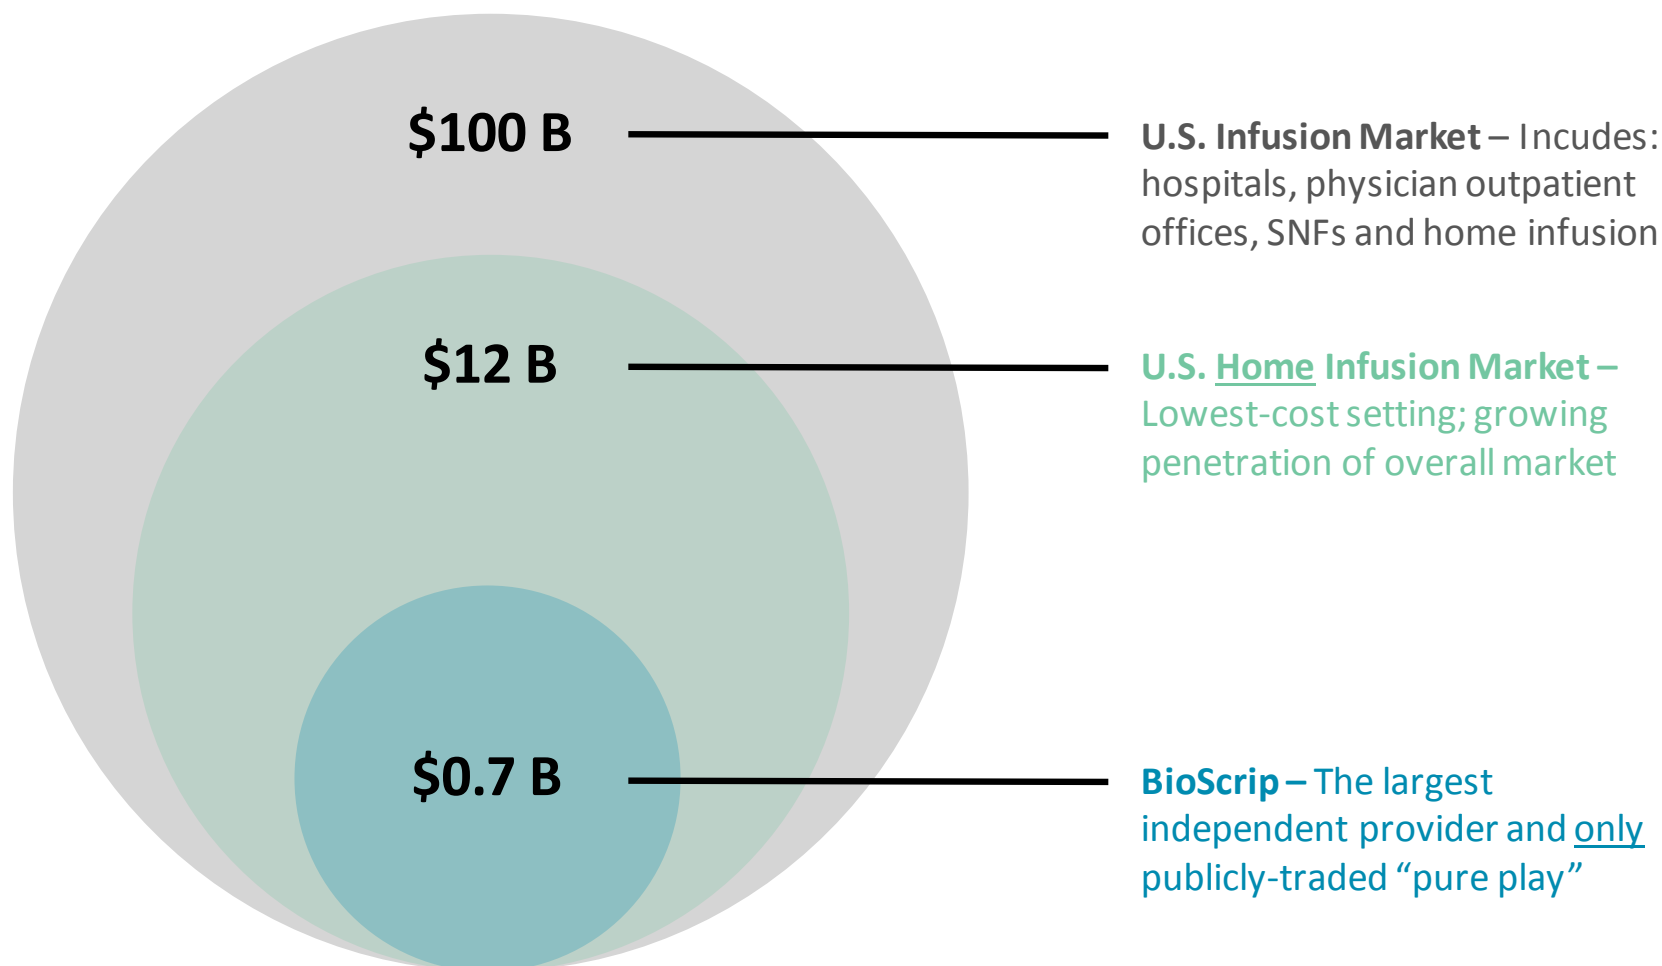 $100 B
U.S. Infusion Market – Incudes:
hospitals, physician outpatient
offices, SNFs and home infusion
$12 B
U.S. Home Infusion Market –
Lowest-cost setting; growing
penetration of overall market
$0.7 B
BioScrip – The largest
independent provider and only
publicly-traded “pure play”